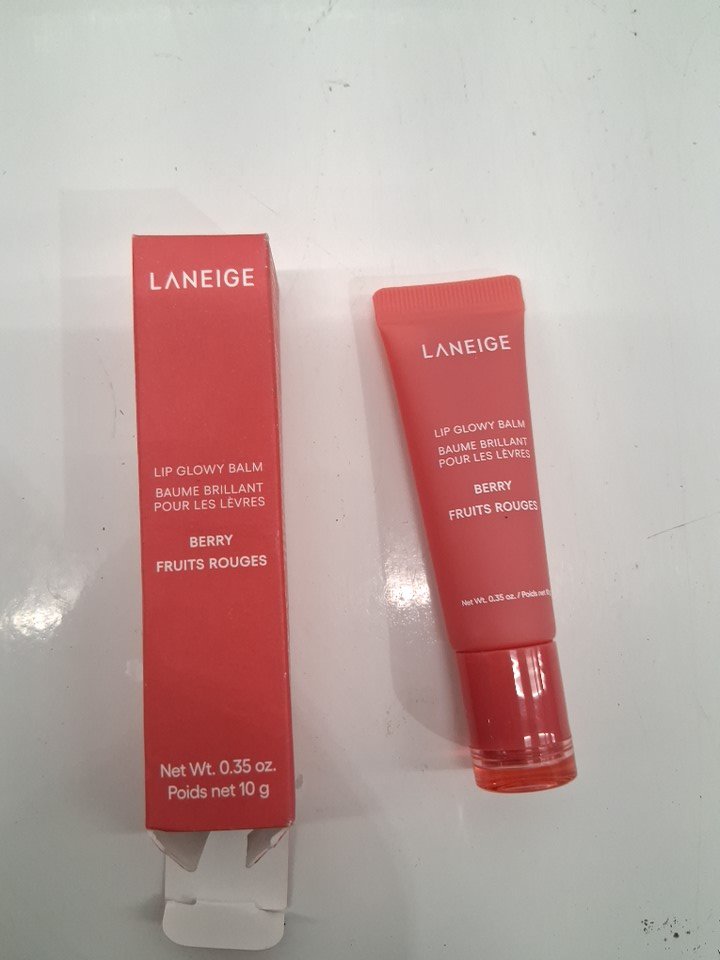 LANEIGE
LIP GLOWY BALM
BAUME BRILLANT
POUR LES LÈVRES
BERRY
FRUITS ROUGES
Net Wt. 0.35 oz.
Poids net 10 g
LANEIGE
LIP GLOWY BALM
BAUME BRILLANT
POUR LES LÈVRES
BERRY
FRUITS ROUGES
Net Wt. 0.35 oz. / Poids net